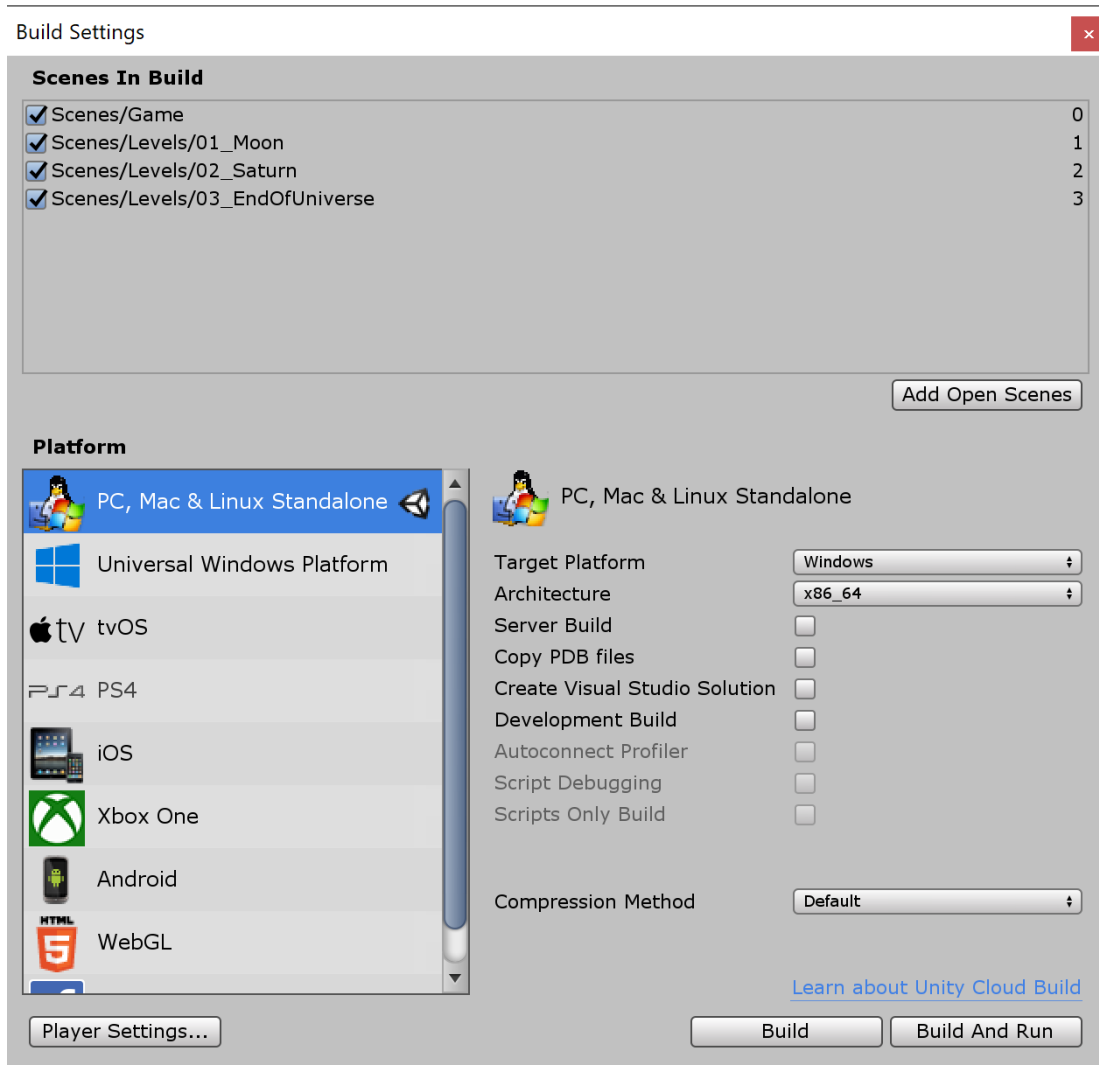 Build Settings
×
Scenes In Build
Scenes/Game 0
Scenes/Levels/01_Moon 1
Scenes/Levels/02_Saturn 2
Scenes/Levels/03_EndOfUniverse 3
Add Open Scenes
Platform
PC, Mac & Linux Standalone
Universal Windows Platform
tv tvOS
PS4 PS4
iOS
Xbox One
Android
HTML 5 WebGL
PC, Mac & Linux Standalone
Target Platform Windows
Architecture x86_64
Server Build
Copy PDB files
Create Visual Studio Solution
Development Build
Autoconnect Profiler
Script Debugging
Scripts Only Build
Compression Method Default
Learn about Unity Cloud Build
Player Settings...
Build
Build And Run